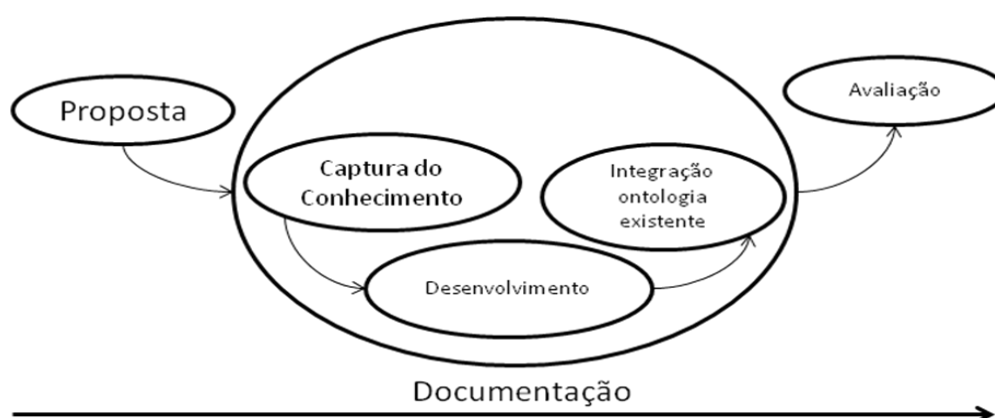 Proposta
Captura do
Conhecimento
Desenvolvimento
Integração
ontologia
existente
Avaliação
Documentação